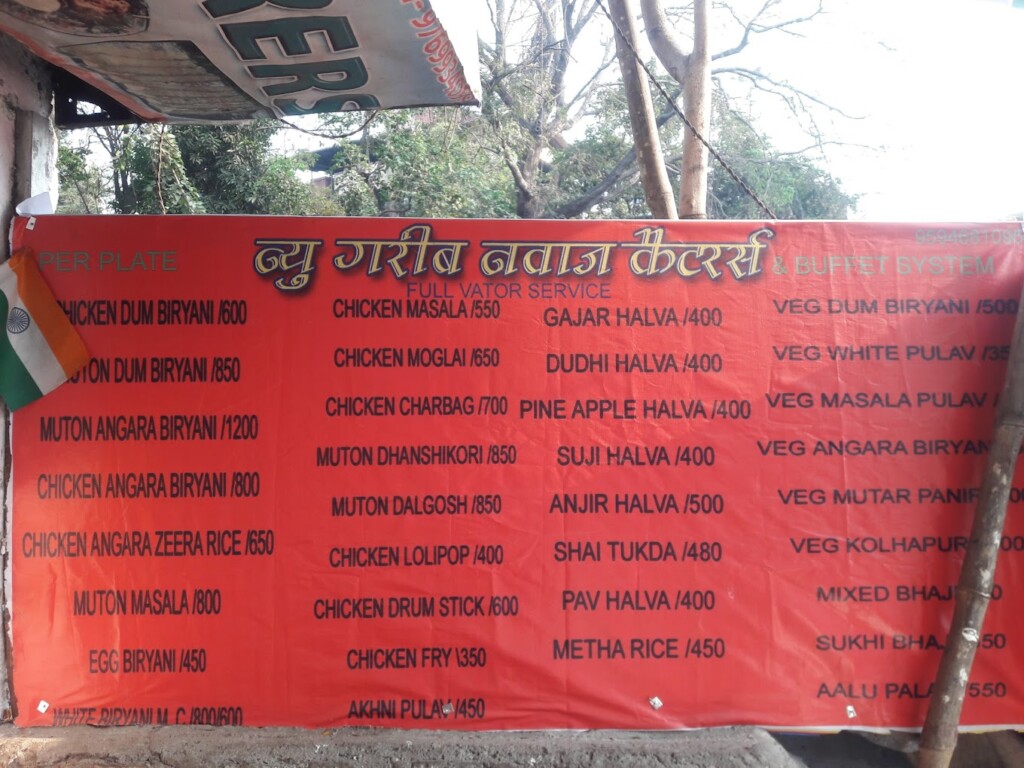 RERS
PER PLATE
न्यु गरीब नवाज कॅटरर्स
& BUFFET SYSTEM
FULL VATOR SERVICE
CHICKEN DUM BIRYANI /600
MUTON DUM BIRYANI /850
MUTON ANGARA BIRYANI /1200
CHICKEN ANGARA BIRYANI /800
CHICKEN ANGARA ZEERA RICE /650
MUTON MASALA /800
EGG BIRYANI /450
WHITE BIRYANI M. C /800/600
CHICKEN MASALA /550
CHICKEN MOGLAI /650
CHICKEN CHARBAG /700
MUTON DHANSHIKORI /850
MUTON DALGOSH /850
CHICKEN LOLIPOP /400
CHICKEN DRUM STICK /600
CHICKEN FRY \350
AKHNI PULAV /450
GAJAR HALVA /400
DUDHI HALVA /400
PINE APPLE HALVA /400
SUJI HALVA /400
ANJIR HALVA /500
SHAI TUKDA /480
PAV HALVA /400
METHA RICE /450
VEG DUM BIRYANI /500
VEG WHITE PULAV /35
VEG MASALA PULAV /
VEG ANGARA BIRYAN
VEG MUTAR PANIR
VEG KOLHAPUR
MIXED BHAJI
SUKHI BHAJ 50
AALU PALA /550